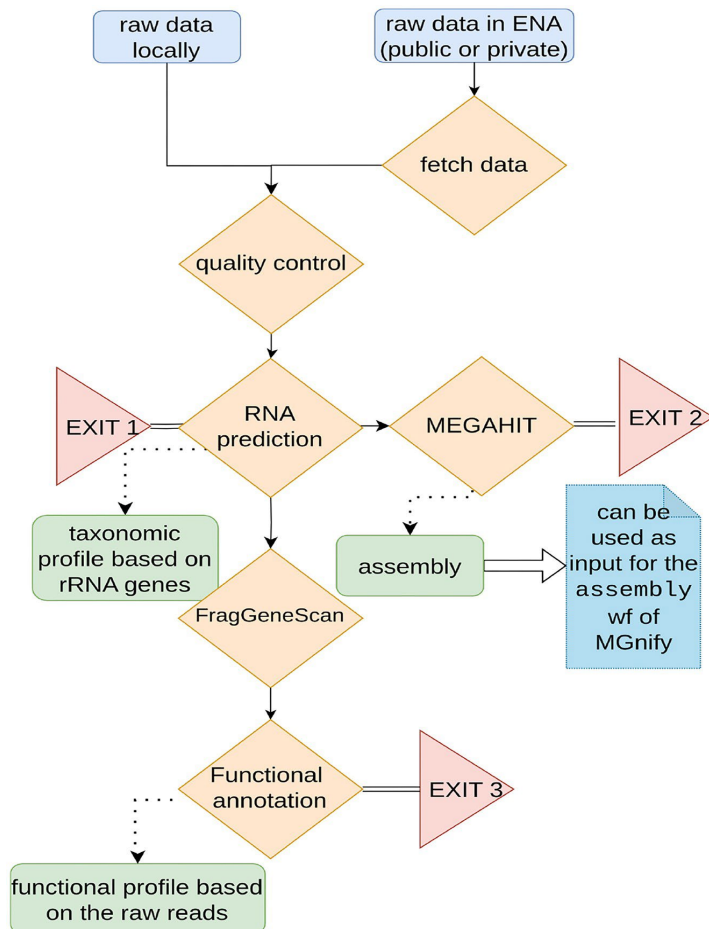 raw data
locally
raw data in ENA
(public or private)
fetch data
quality control
EXIT 1
RNA
prediction
MEGAHIT
EXIT 2
taxonomic
profile based on
rRNA genes
assembly
can be
used as
input for the
assembly
wf of
MGnify
FragGeneScan
Functional
annotation
EXIT 3
functional profile based
on the raw reads